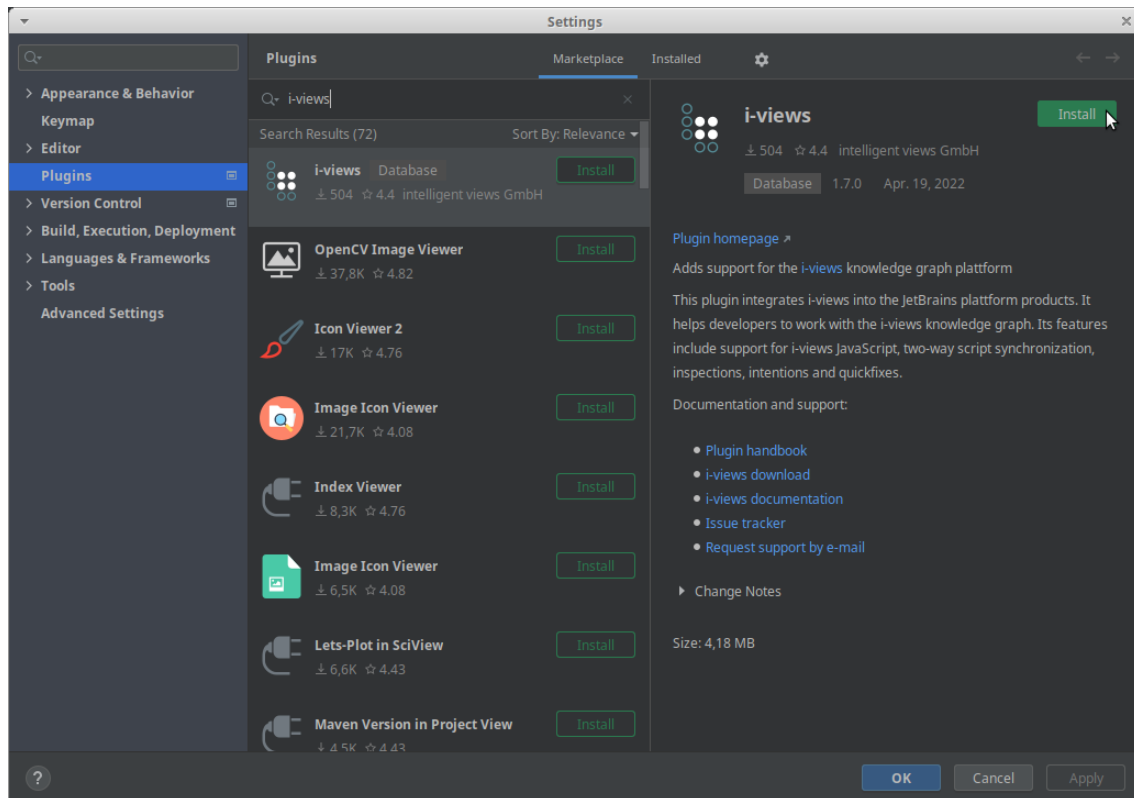 Settings
Appearance & Behavior
Keymap
Editor
Plugins
Version Control
Build, Execution, Deployment
Languages & Frameworks
Tools
Advanced Settings
Plugins
Marketplace
Installed
i-views
Search Results (72)
Sort By: Relevance
i-views Database
504 4.4 intelligent views GmbH
Install
OpenCV Image Viewer
37,8K 4.82
Install
Icon Viewer 2
17K 4.76
Install
Image Icon Viewer
21,7K 4.08
Install
Index Viewer
8,3K 4.76
Install
Image Icon Viewer
6,5K 4.08
Install
Lets-Plot in SciView
6,6K 4.43
Install
Maven Version in Project View
4,5K 4.43
Install
i-views
Install
504 4.4 intelligent views GmbH
Database 1.7.0 Apr. 19, 2022
Plugin homepage ↗
Adds support for the i-views knowledge graph plattform
This plugin integrates i-views into the JetBrains plattform products. It
helps developers to work with the i-views knowledge graph. Its features
include support for i-views JavaScript, two-way script synchronization,
inspections, intentions and quickfixes.
Documentation and support:
Plugin handbook
i-views download
i-views documentation
Issue tracker
Request support by e-mail
Change Notes
Size: 4,18 MB
?
OK
Cancel
Apply